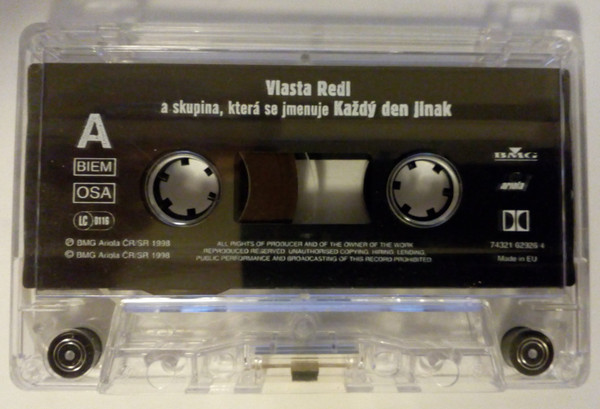 Vlasta Redl
a skupina, která se jmenuje Každý den jinak
A
BIEM
OSA
LC 0116
BMG
ariola
℗ BMG Ariola ČR/SR 1998
© BMG Ariola ČR/SR 1998
ALL RIGHTS OF PRODUCER AND OF THE OWNER OF THE WORK
REPRODUCED RESERVED. UNAUTHORISED COPYING, HIRING, LENDING,
PUBLIC PERFORMANCE AND BROADCASTING OF THIS RECORD PROHIBITED
74321 62926 4
Made in EU